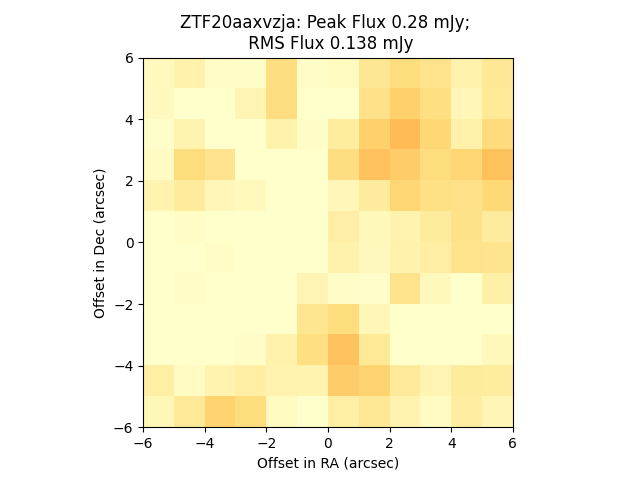 ZTF20aaxvzja: Peak Flux 0.28 mJy;
RMS Flux 0.138 mJy
6
4
2
0
−2
−4
−6
Offset in Dec (arcsec)
−6 −4 −2 0 2 4 6
Offset in RA (arcsec)